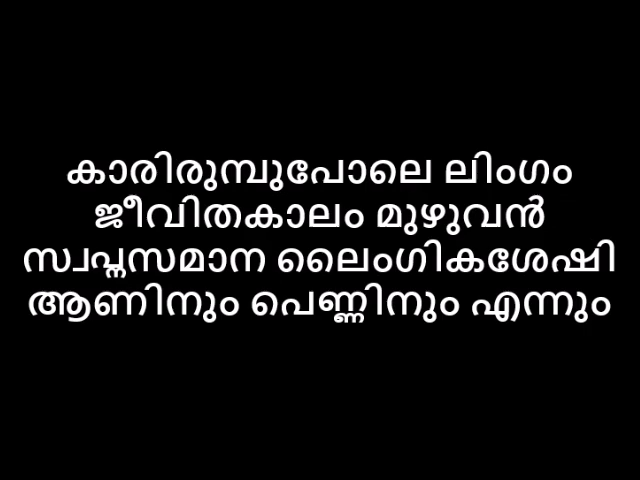 കാരിരുമ്പുപോലെ ലിംഗം
ജീവിതകാലം മുഴുവൻ
സ്വപ്നസമാന ലൈംഗികശേഷി
ആണിനും പെണ്ണിനും എന്നും